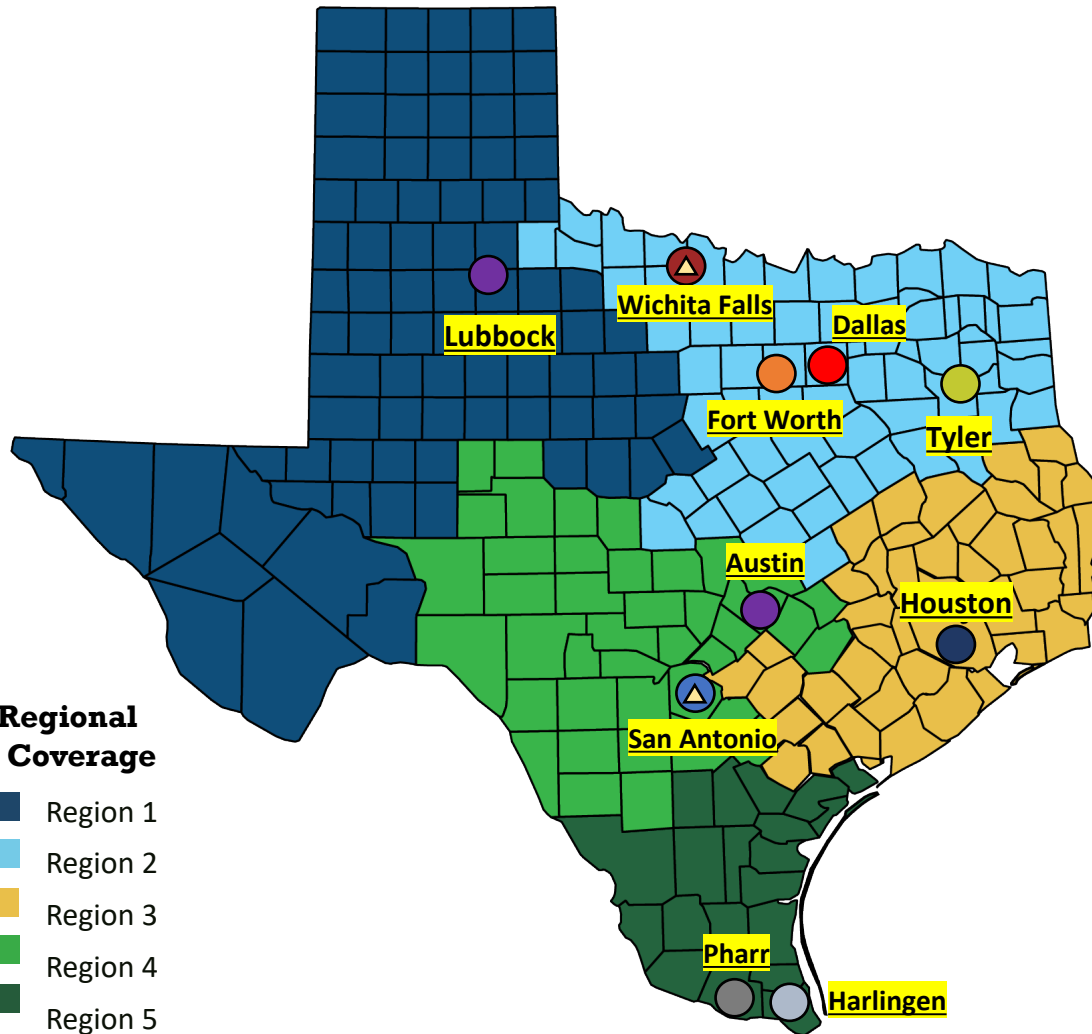 Wichita Falls
Dallas
Lubbock
Fort Worth
Tyler
Austin
Houston
San Antonio
Regional
Coverage
Region 1
Region 2
Region 3
Region 4
Region 5
Pharr
Harlingen